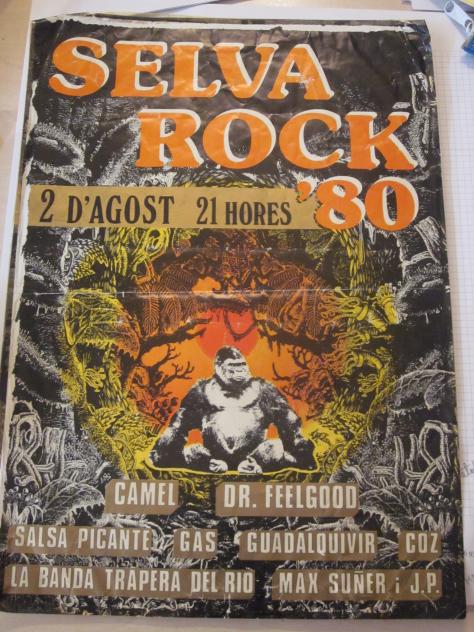 SELVA
ROCK
'80
2 D'AGOST 21 HORES
CAMEL DR. FEELGOOD
SALSA PICANTE GAS GUADALQUIVIR COZ
LA BANDA TRAPERA DEL RIO MAX SUÑER i J.P.